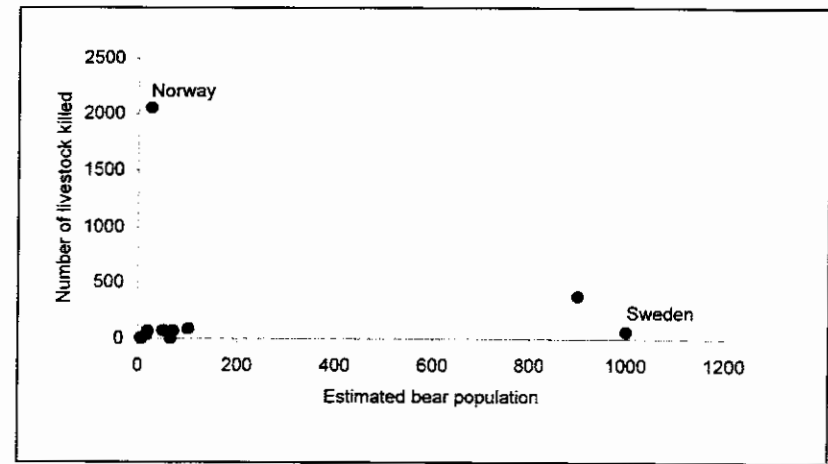 2500
Norway
2000
1500
1000
500
Sweden
0
0 200 400 600 800 1000 1200
Estimated bear population
Number of livestock killed